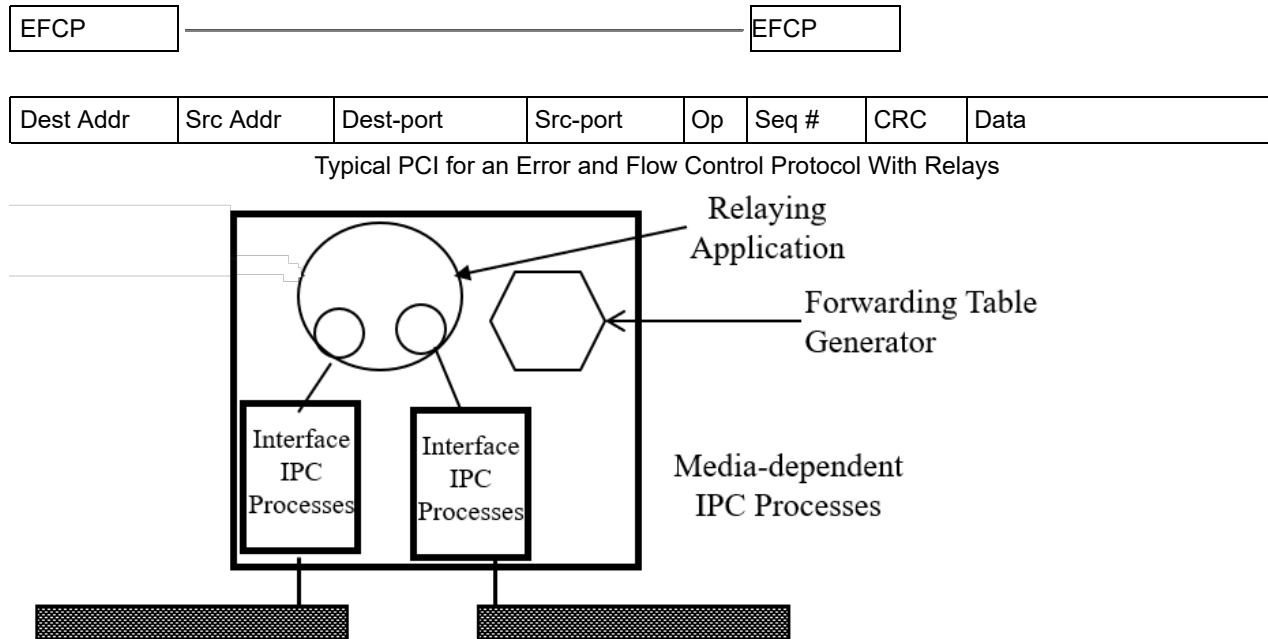 EFCP EFCP
Dest Addr Src Addr Dest-port Src-port Op Seq # CRC Data
Typical PCI for an Error and Flow Control Protocol With Relays
Relaying
Application
Forwarding Table
Generator
Interface
IPC
Processes
Interface
IPC
Processes
Media-dependent
IPC Processes